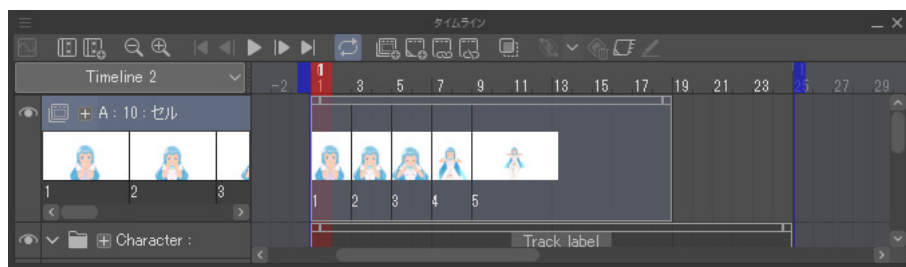 タイムライン
Timeline 2
-2 1 1 3 5 7 9 11 13 15 17 19 21 23 1 25 27 29
A : 10 : セル
1 2 3
1 2 3 4 5
Character :
Track label